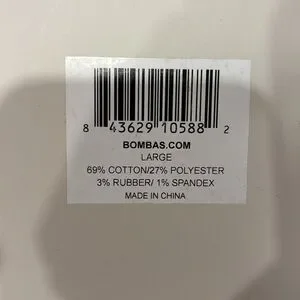 8 43629 10588 2
BOMBAS.COM
LARGE
69% COTTON/27% POLYESTER
3% RUBBER/ 1% SPANDEX
MADE IN CHINA